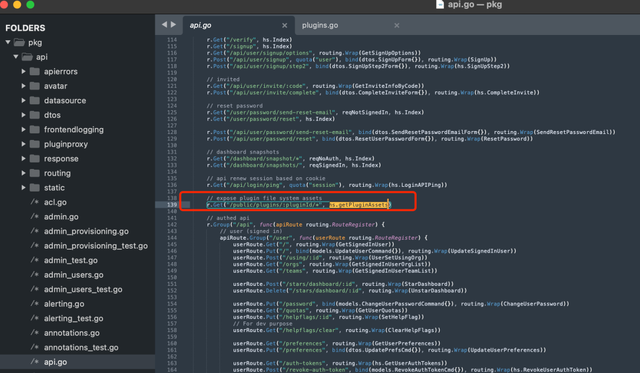 api.go — pkg
FOLDERS
pkg
api
apierrors
avatar
datasource
dtos
frontendlogging
pluginproxy
response
routing
static
/* acl.go
/* admin.go
/* admin_provisioning.go
/* admin_provisioning_test.go
/* admin_test.go
/* admin_users.go
/* admin_users_test.go
/* alerting.go
/* alerting_test.go
/* annotations.go
/* annotations_test.go
/* api.go
api.go
plugins.go
114 r.Get("/verify", hs.Index)
115 r.Get("/signup", hs.Index)
116 r.Get("/api/user/signup/options", routing.Wrap(GetSignUpOptions))
117 r.Post("/api/user/signup", quota("user"), bind(dtos.SignUpForm{}), routing.Wrap(SignUp))
118 r.Post("/api/user/signup/step2", bind(dtos.SignUpStep2Form{}), routing.Wrap(hs.SignUpStep2))
119
120 // invited
121 r.Get("/api/user/invite/:code", routing.Wrap(GetInviteInfoByCode))
122 r.Post("/api/user/invite/complete", bind(dtos.CompleteInviteForm{}), routing.Wrap(hs.CompleteInvite))
123
124 // reset password
125 r.Get("/user/password/send-reset-email", reqNotSignedIn, hs.Index)
126 r.Get("/user/password/reset", hs.Index)
127
128 r.Post("/api/user/password/send-reset-email", bind(dtos.SendResetPasswordEmailForm{}), routing.Wrap(SendResetPasswordEmail))
129 r.Post("/api/user/password/reset", bind(dtos.ResetUserPasswordForm{}), routing.Wrap(ResetPassword))
130
131 // dashboard snapshots
132 r.Get("/dashboard/snapshot/*", reqNoAuth, hs.Index)
133 r.Get("/dashboard/snapshots/", reqSignedIn, hs.Index)
134
135 // api renew session based on cookie
136 r.Get("/api/login/ping", quota("session"), routing.Wrap(hs.LoginAPIPing))
137
138 // expose plugin file system assets
139 r.Get("/public/plugins/:pluginId/*", hs.getPluginAssets)
140
141 // authed api
142 r.Group("/api", func(apiRoute routing.RouteRegister) {
143 // user (signed in)
144 apiRoute.Group("/user", func(userRoute routing.RouteRegister) {
145 userRoute.Get("/", routing.Wrap(GetSignedInUser))
146 userRoute.Put("/", bind(models.UpdateUserCommand{}), routing.Wrap(UpdateSignedInUser))
147 userRoute.Post("/using/:id", routing.Wrap(UserSetUsingOrg))
148 userRoute.Get("/orgs", routing.Wrap(GetSignedInUserOrgList))
149 userRoute.Get("/teams", routing.Wrap(GetSignedInUserTeamList))
150
151 userRoute.Post("/stars/dashboard/:id", routing.Wrap(StarDashboard))
152 userRoute.Delete("/stars/dashboard/:id", routing.Wrap(UnstarDashboard))
153
154 userRoute.Put("/password", bind(models.ChangeUserPasswordCommand{}), routing.Wrap(ChangeUserPassword))
155 userRoute.Get("/quotas", routing.Wrap(GetUserQuotas))
156 userRoute.Put("/helpflags/:id", routing.Wrap(SetHelpFlag))
157 // For dev purpose
158 userRoute.Get("/helpflags/clear", routing.Wrap(ClearHelpFlags))
159
160 userRoute.Get("/preferences", routing.Wrap(GetUserPreferences))
161 userRoute.Put("/preferences", bind(dtos.UpdatePrefsCmd{}), routing.Wrap(UpdateUserPreferences))
162
163 userRoute.Get("/auth-tokens", routing.Wrap(hs.GetUserAuthTokens))
164 userRoute.Post("/revoke-auth-token", bind(models.RevokeAuthTokenCmd{}), routing.Wrap(hs.RevokeUserAuthToken))